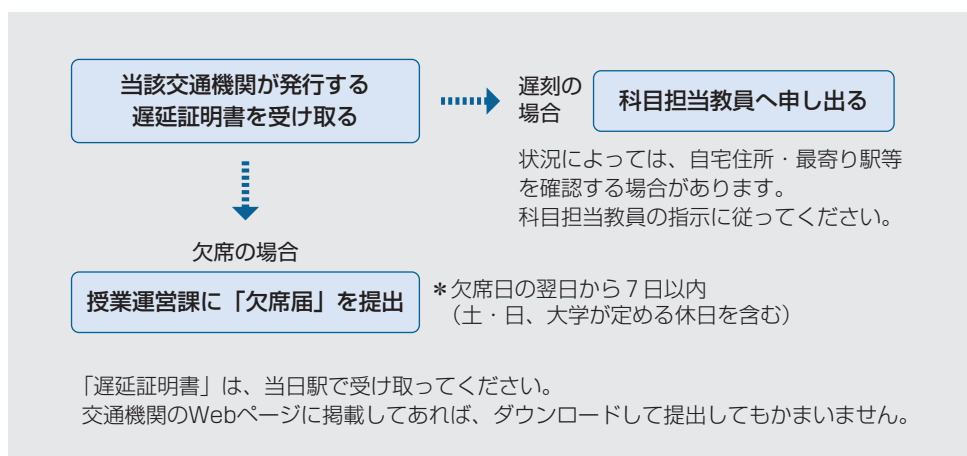 当該交通機関が発行する
遅延証明書を受け取る
遅刻の
場合
科目担当教員へ申し出る
状況によっては、自宅住所・最寄り駅等
を確認する場合があります。
科目担当教員の指示に従ってください。
欠席の場合
授業運営課に「欠席届」を提出
＊欠席日の翌日から７日以内
（土・日、大学が定める休日を含む）
「遅延証明書」は、当日駅で受け取ってください。
交通機関のWebページに掲載してあれば、ダウンロードして提出してもかまいません。